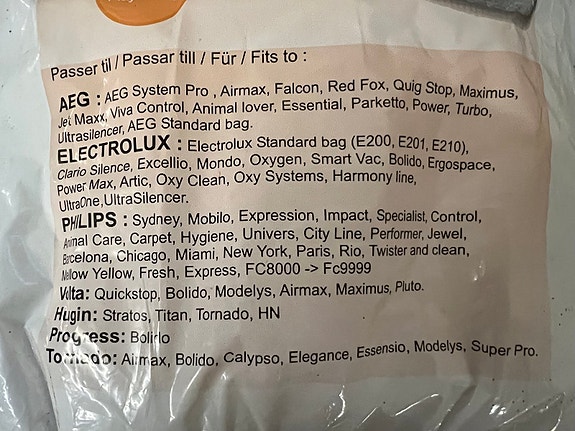 Passer til / Passar till / Für / Fits to :
AEG : AEG System Pro , Airmax, Falcon, Red Fox, Quig Stop, Maximus,
Jet Maxx, Viva Control, Animal lover, Essential, Parketto, Power, Turbo,
Ultrasilencer, AEG Standard bag.
ELECTROLUX : Electrolux Standard bag (E200, E201, E210),
Clario Silence, Excellio, Mondo, Oxygen, Smart Vac, Bolido, Ergospace,
Power Max, Artic, Oxy Clean, Oxy Systems, Harmony line,
UltraOne,UltraSilencer.
PHILIPS : Sydney, Mobilo, Expression, Impact, Specialist, Control,
Animal Care, Carpet, Hygiene, Univers, City Line, Performer, Jewel,
Barcelona, Chicago, Miami, New York, Paris, Rio, Twister and clean,
Mellow Yellow, Fresh, Express, FC8000 -> Fc9999
Volta: Quickstop, Bolido, Modelys, Airmax, Maximus, Pluto.
Hugin: Stratos, Titan, Tornado, HN
Progress: Bolido
Tornado: Airmax, Bolido, Calypso, Elegance, Essensio, Modelys, Super Pro.